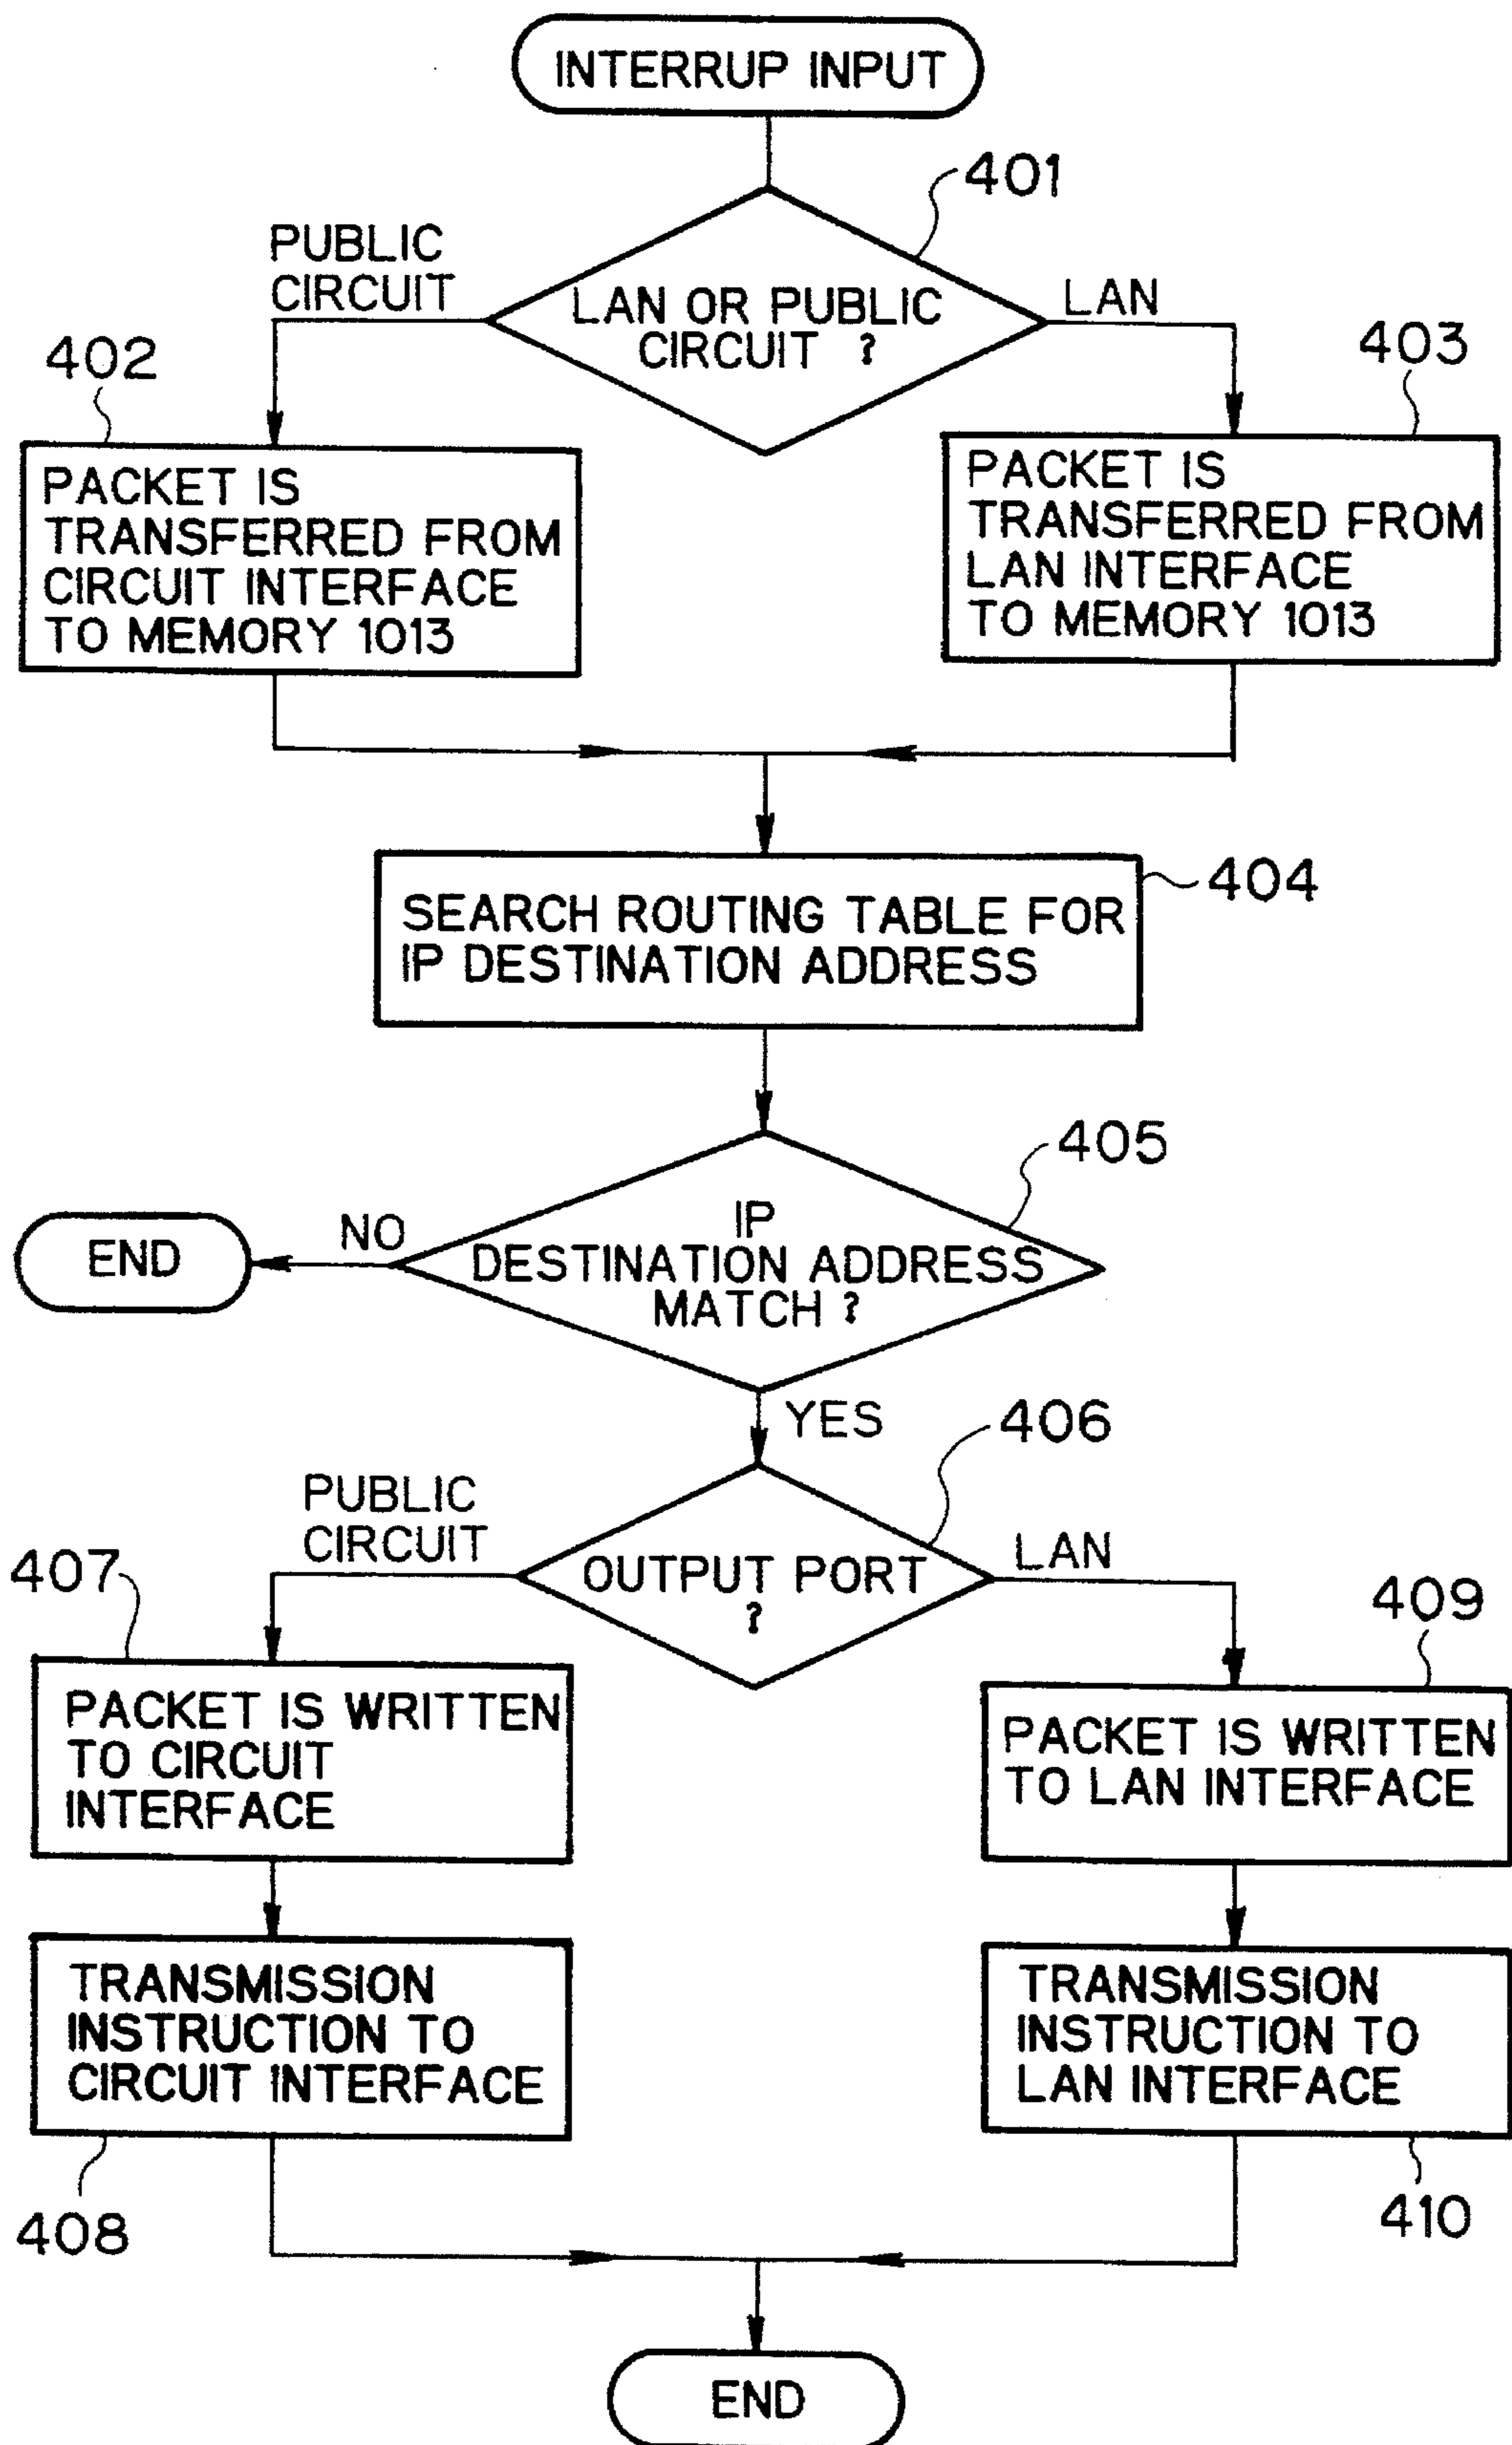 INTERRUP INPUT
401
PUBLIC
CIRCUIT
LAN OR PUBLIC
CIRCUIT ?
LAN
402
403
PACKET IS
TRANSFERRED FROM
CIRCUIT INTERFACE
TO MEMORY 1013
PACKET IS
TRANSFERRED FROM
LAN INTERFACE
TO MEMORY 1013
404
SEARCH ROUTING TABLE FOR
IP DESTINATION ADDRESS
405
END
NO
IP
DESTINATION ADDRESS
MATCH ?
YES
406
PUBLIC
CIRCUIT
OUTPUT PORT
?
LAN
407
409
PACKET IS WRITTEN
TO CIRCUIT
INTERFACE
PACKET IS WRITTEN
TO LAN INTERFACE
TRANSMISSION
INSTRUCTION TO
CIRCUIT INTERFACE
TRANSMISSION
INSTRUCTION TO
LAN INTERFACE
408
410
END